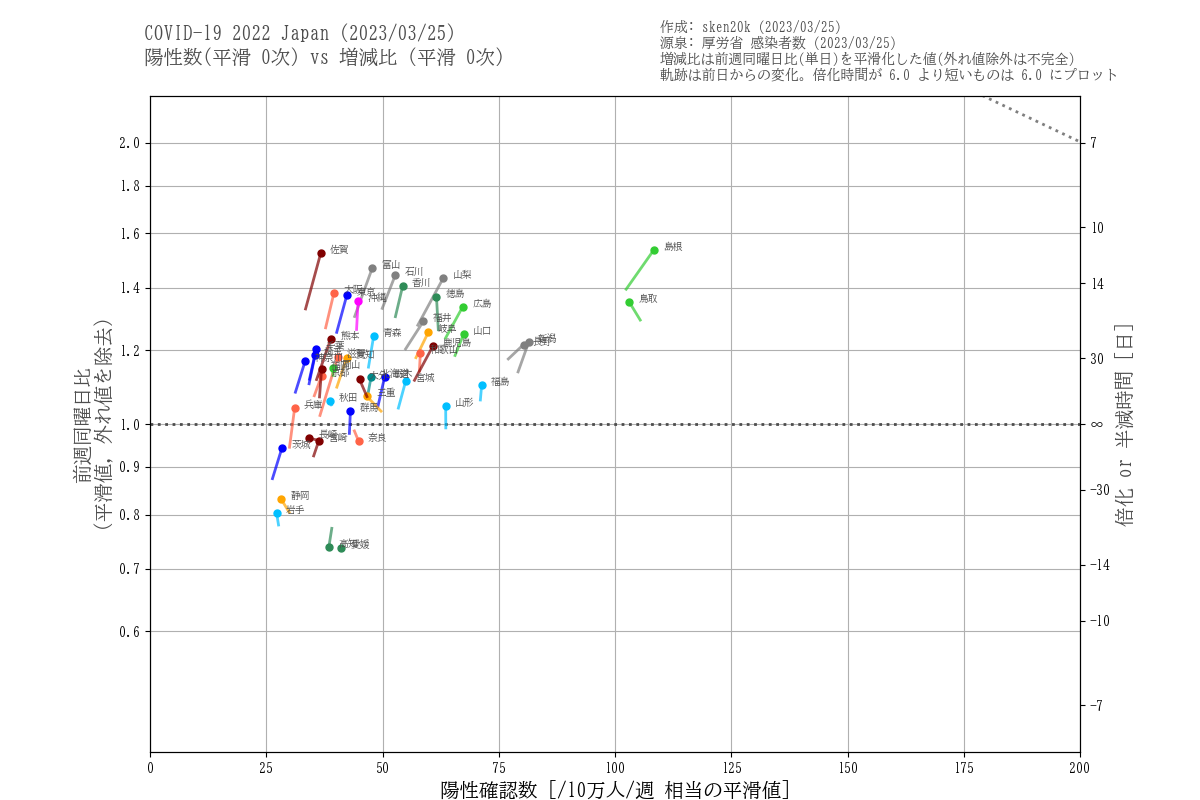 COVID-19 2022 Japan (2023/03/25)
陽性数(平滑 0次) vs 増減比 (平滑 0次)
作成: sken20k (2023/03/25)
源泉: 厚労省 感染者数 (2023/03/25)
増減比は前週同曜日比(単日)を平滑化した値(外れ値除外は不完全)
軌跡は前日からの変化。倍化時間が 6.0 より短いものは 6.0 にプロット
2.0
1.8
1.6
1.4
1.2
1.0
0.9
0.8
0.7
0.6
前週同曜日比
(平滑値, 外れ値を除去)
佐賀
富山
石川
香川
山梨
島根
鳥取
沖縄
徳島
広島
福井
岐阜
山口
鹿児島
和歌山
青森
熊本
宮城
福島
山形
三重
秋田
群馬
兵庫
長崎
宮崎
奈良
茨城
静岡
岩手
愛媛
7
10
14
30
∞
-30
-14
-10
-7
倍化 or 半減時間 [日]
0
25
50
75
100
125
150
175
200
陽性確認数 [/10万人/週 相当の平滑値]